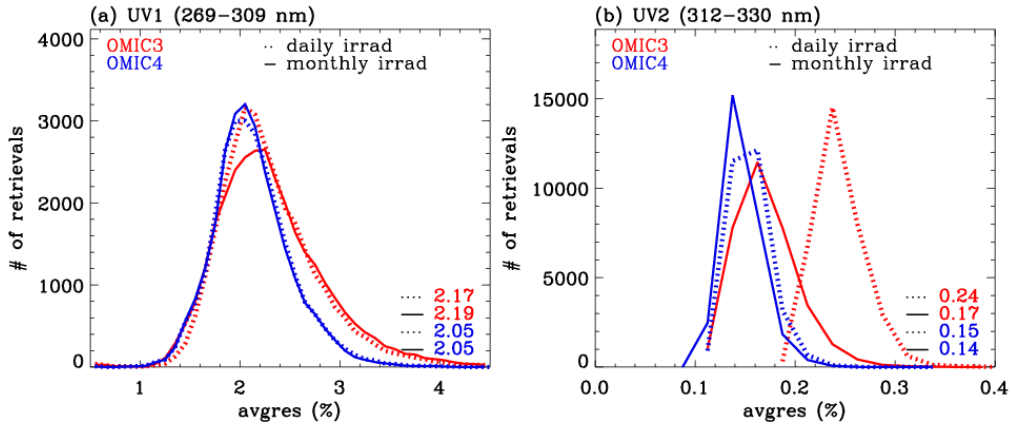 (a) UV1 (269−309 nm)
OMIC3
OMIC4
daily irrad
monthly irrad
4000
3000
2000
1000
0
# of retrievals
2.17
2.19
2.05
2.05
1
2
3
4
avgres (%)
(b) UV2 (312−330 nm)
OMIC3
OMIC4
daily irrad
monthly irrad
15000
10000
5000
0
# of retrievals
0.24
0.17
0.15
0.14
0.0
0.1
0.2
0.3
0.4
avgres (%)